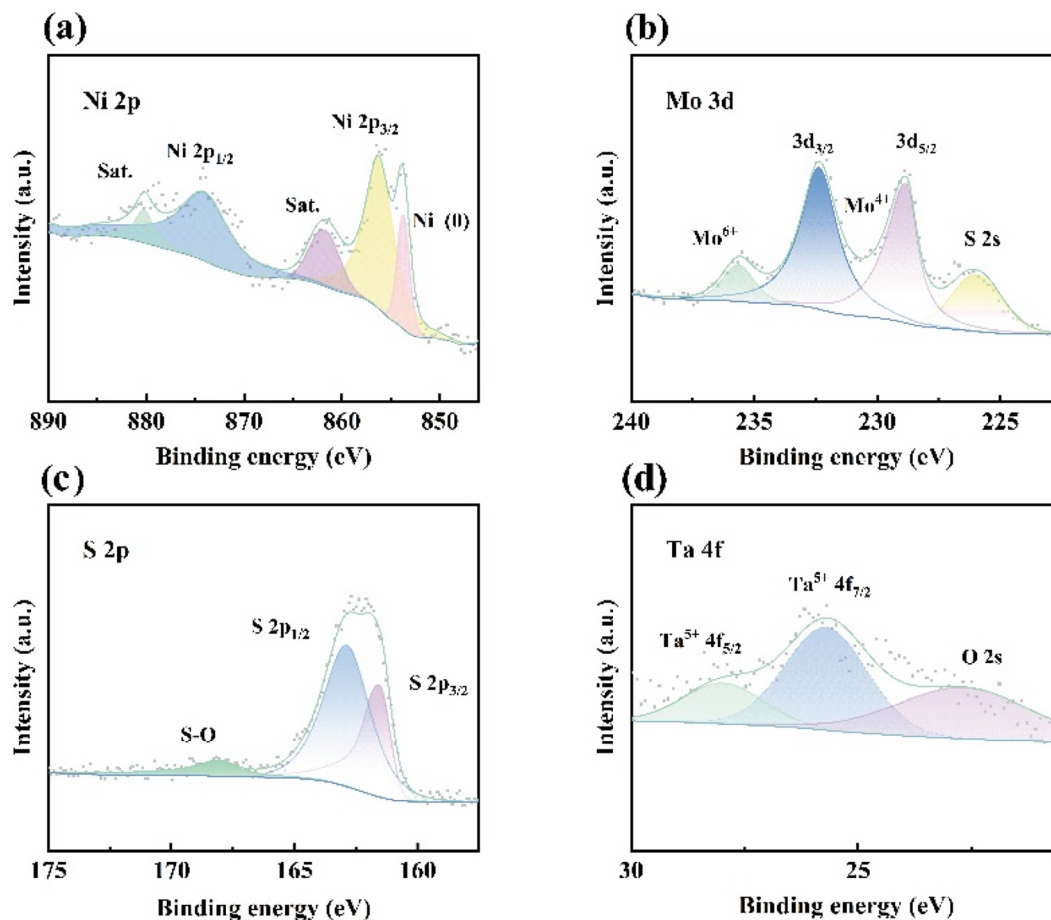 (a)
Ni 2p
Ni 2p3/2
Ni 2p1/2
Sat.
Sat.
Ni (0)
Intensity (a.u.)
890 880 870 860 850
Binding energy (eV)
(b)
Mo 3d
3d3/2
3d5/2
Mo4+
Mo6+
S 2s
Intensity (a.u.)
240 235 230 225
Binding energy (eV)
(c)
S 2p
S 2p1/2
S 2p3/2
S-O
Intensity (a.u.)
175 170 165 160
Binding energy (eV)
(d)
Ta 4f
Ta5+ 4f7/2
Ta5+ 4f5/2
O 2s
Intensity (a.u.)
30 25
Binding energy (eV)